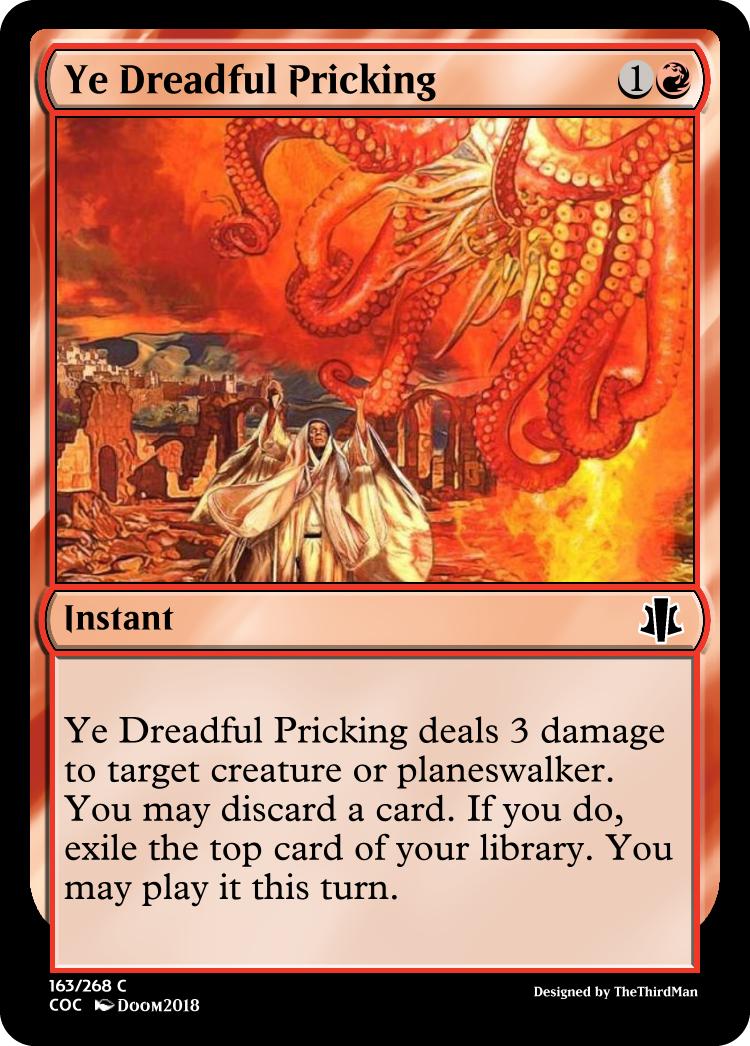 Ye Dreadful Pricking 1
Instant
Ye Dreadful Pricking deals 3 damage
to target creature or planeswalker.
You may discard a card. If you do,
exile the top card of your library. You
may play it this turn.
163/268 C
COC Doom2018
Designed by TheThirdMan